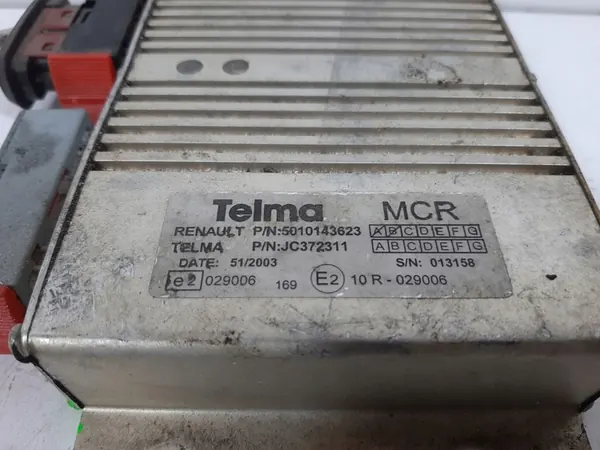 Telma MCR
RENAULT P/N:5010143623 ABCDEFG
TELMA P/N:JC372311 ABCDEFG
DATE: 51/2003 S/N: 013158
e2 029006 169 E2 10 R - 029006